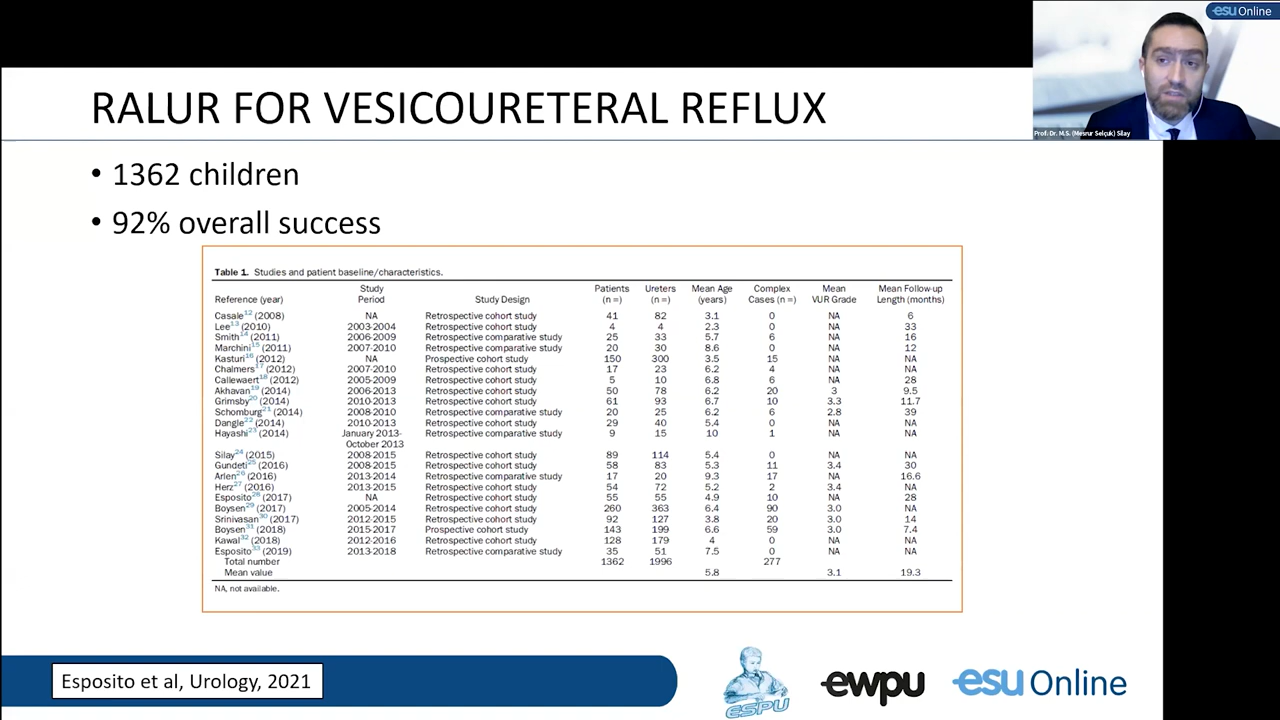 esu Online
RALUR FOR VESICOURETERAL REFLUX
Prof. Dr. M.S. (Mesrur Selçuk) Silay
• 1362 children
• 92% overall success
Table 1. Studies and patient baseline/characteristics.
Reference (year) Study Period Study Design Patients (n =) Ureters (n =) Mean Age (years) Complex Cases (n =) Mean VUR Grade Mean Follow-up Length (months)
Casale12 (2008) NA Retrospective cohort study 41 82 3.1 0 NA 6
Lee13 (2010) 2003-2004 Retrospective cohort study 4 4 2.3 0 NA 33
Smith14 (2011) 2006-2009 Retrospective comparative study 25 33 5.7 6 NA 16
Marchini15 (2011) 2007-2010 Retrospective comparative study 20 30 8.6 0 NA 12
Kasturi16 (2012) NA Prospective cohort study 150 300 3.5 15 NA NA
Chalmers17 (2012) 2007-2010 Retrospective cohort study 17 23 6.2 4 NA NA
Callewaert18 (2012) 2005-2009 Retrospective cohort study 5 10 6.8 6 NA 28
Akhavan19 (2014) 2006-2013 Retrospective cohort study 50 78 6.2 20 3 9.5
Grimsby20 (2014) 2010-2013 Retrospective cohort study 61 93 6.7 10 3.3 11.7
Schomburg21 (2014) 2008-2010 Retrospective comparative study 20 25 6.2 6 2.8 39
Dangle22 (2014) 2010-2013 Retrospective cohort study 29 40 5.4 0 NA NA
Hayashi23 (2014) January 2013-October 2013 Retrospective comparative study 9 15 10 1 NA NA
Silay24 (2015) 2008-2015 Retrospective cohort study 89 114 5.4 0 NA NA
Gundeti25 (2016) 2008-2015 Retrospective cohort study 58 83 5.3 11 3.4 30
Arlen26 (2016) 2013-2014 Retrospective comparative study 17 20 9.3 17 NA 16.6
Herz27 (2016) 2013-2015 Retrospective cohort study 54 72 5.2 2 3.4 NA
Esposito28 (2017) NA Retrospective cohort study 55 55 4.9 10 NA 28
Boysen29 (2017) 2005-2014 Retrospective cohort study 260 363 6.4 90 3.0 NA
Srinivasan30 (2017) 2012-2015 Retrospective cohort study 92 127 3.8 20 3.0 14
Boysen31 (2018) 2015-2017 Prospective cohort study 143 199 6.6 59 3.0 7.4
Kawal32 (2018) 2012-2016 Retrospective cohort study 128 179 4 0 NA NA
Esposito33 (2019) 2013-2018 Retrospective comparative study 35 51 7.5 0 NA NA
Total number 1362 1996 277
Mean value 5.8 3.1 19.3
NA, not available.
Esposito et al, Urology, 2021
ESPU
ewpu
esu Online